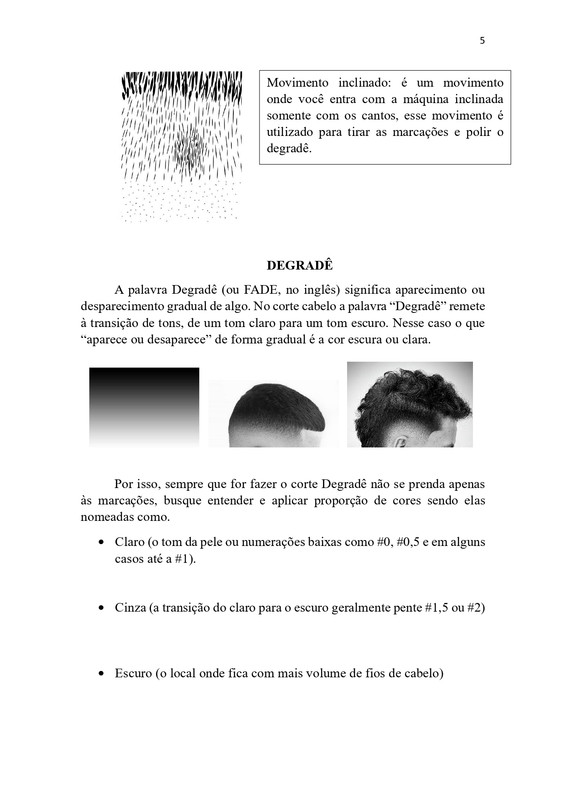 5
Movimento inclinado: é um movimento
onde você entra com a máquina inclinada
somente com os cantos, esse movimento é
utilizado para tirar as marcações e polir o
degradê.
DEGRADÊ
A palavra Degradê (ou FADE, no inglês) significa aparecimento ou
desparecimento gradual de algo. No corte cabelo a palavra “Degradê” remete
à transição de tons, de um tom claro para um tom escuro. Nesse caso o que
“aparece ou desaparece” de forma gradual é a cor escura ou clara.
Por isso, sempre que for fazer o corte Degradê não se prenda apenas
às marcações, busque entender e aplicar proporção de cores sendo elas
nomeadas como.
• Claro (o tom da pele ou numerações baixas como #0, #0,5 e em alguns
casos até a #1).
• Cinza (a transição do claro para o escuro geralmente pente #1,5 ou #2)
• Escuro (o local onde fica com mais volume de fios de cabelo)